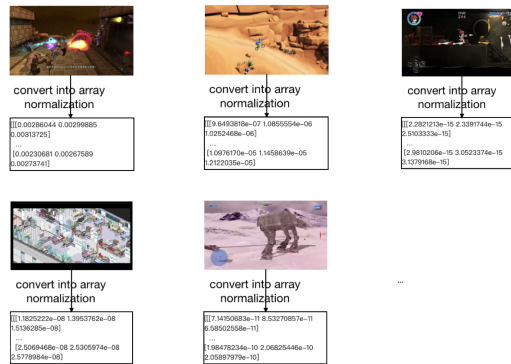 convert into array
normalization
convert into array
normalization
convert into array
normalization
[[[0.00286044 0.00299885
0.00313725]
...
[0.00230681 0.00267589
0.00273741]
[[[9.6493818e-07 1.0855554e-06
1.0252468e-06]
...
[1.0976170e-05 1.1458639e-05
1.2122035e-05]
[[[2.2821213e-15 2.3391744e-15
2.5103333e-15]
...
[2.9810206e-15 3.0523374e-15
3.1379168e-15]
convert into array
normalization
convert into array
normalization
...
[[[1.1825222e-08 1.3953762e-08
1.5136285e-08]
...
[2.5069468e-08 2.5305974e-08
2.5778984e-08]
[[[7.14150683e-11 8.53270857e-11
6.58502558e-11]
...
[1.98478234e-10 2.06825446e-10
2.05897979e-10]